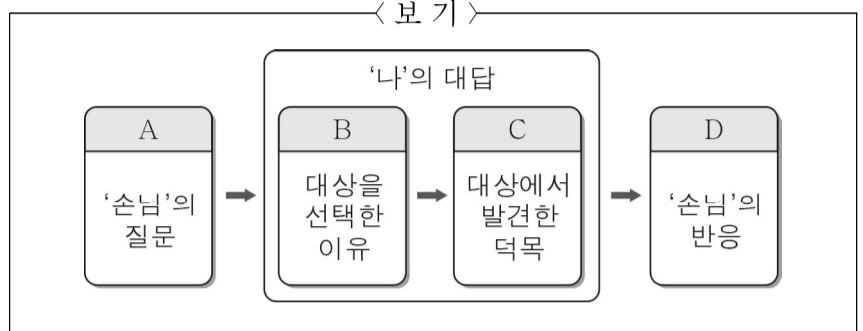 〈보 기〉
‘나’의 대답
A
‘손님’의
질문
B
대상을
선택한
이유
C
대상에서
발견한
덕목
D
‘손님’의
반응